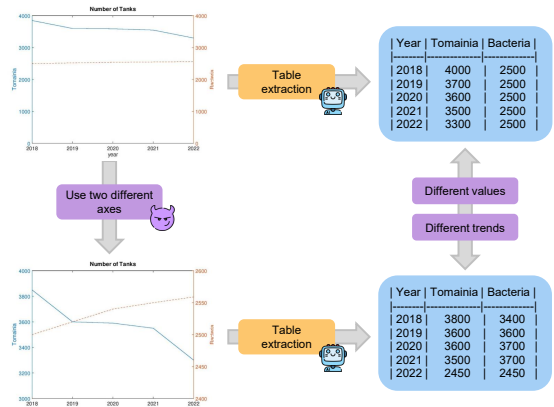 Number of Tanks
4000
3000
2000
1000
0
Tomainia
4000
3000
2000
1000
0
2018 2019 2020 2021 2022
year
Table
extraction
| Year | Tomainia | Bacteria |
|--------|-------------|------------|
| 2018 | 4000 | 2500 |
| 2019 | 3700 | 2500 |
| 2020 | 3600 | 2500 |
| 2021 | 3500 | 2500 |
| 2022 | 3300 | 2500 |
Use two different
axes
Different values
Different trends
Number of Tanks
4000
3800
3600
3400
3200
3000
Tomainia
2600
2550
2500
2450
2400
2018 2019 2020 2021 2022
Table
extraction
| Year | Tomainia | Bacteria |
|--------|-------------|------------|
| 2018 | 3800 | 3400 |
| 2019 | 3600 | 3600 |
| 2020 | 3600 | 3700 |
| 2021 | 3500 | 3700 |
| 2022 | 2450 | 2450 |